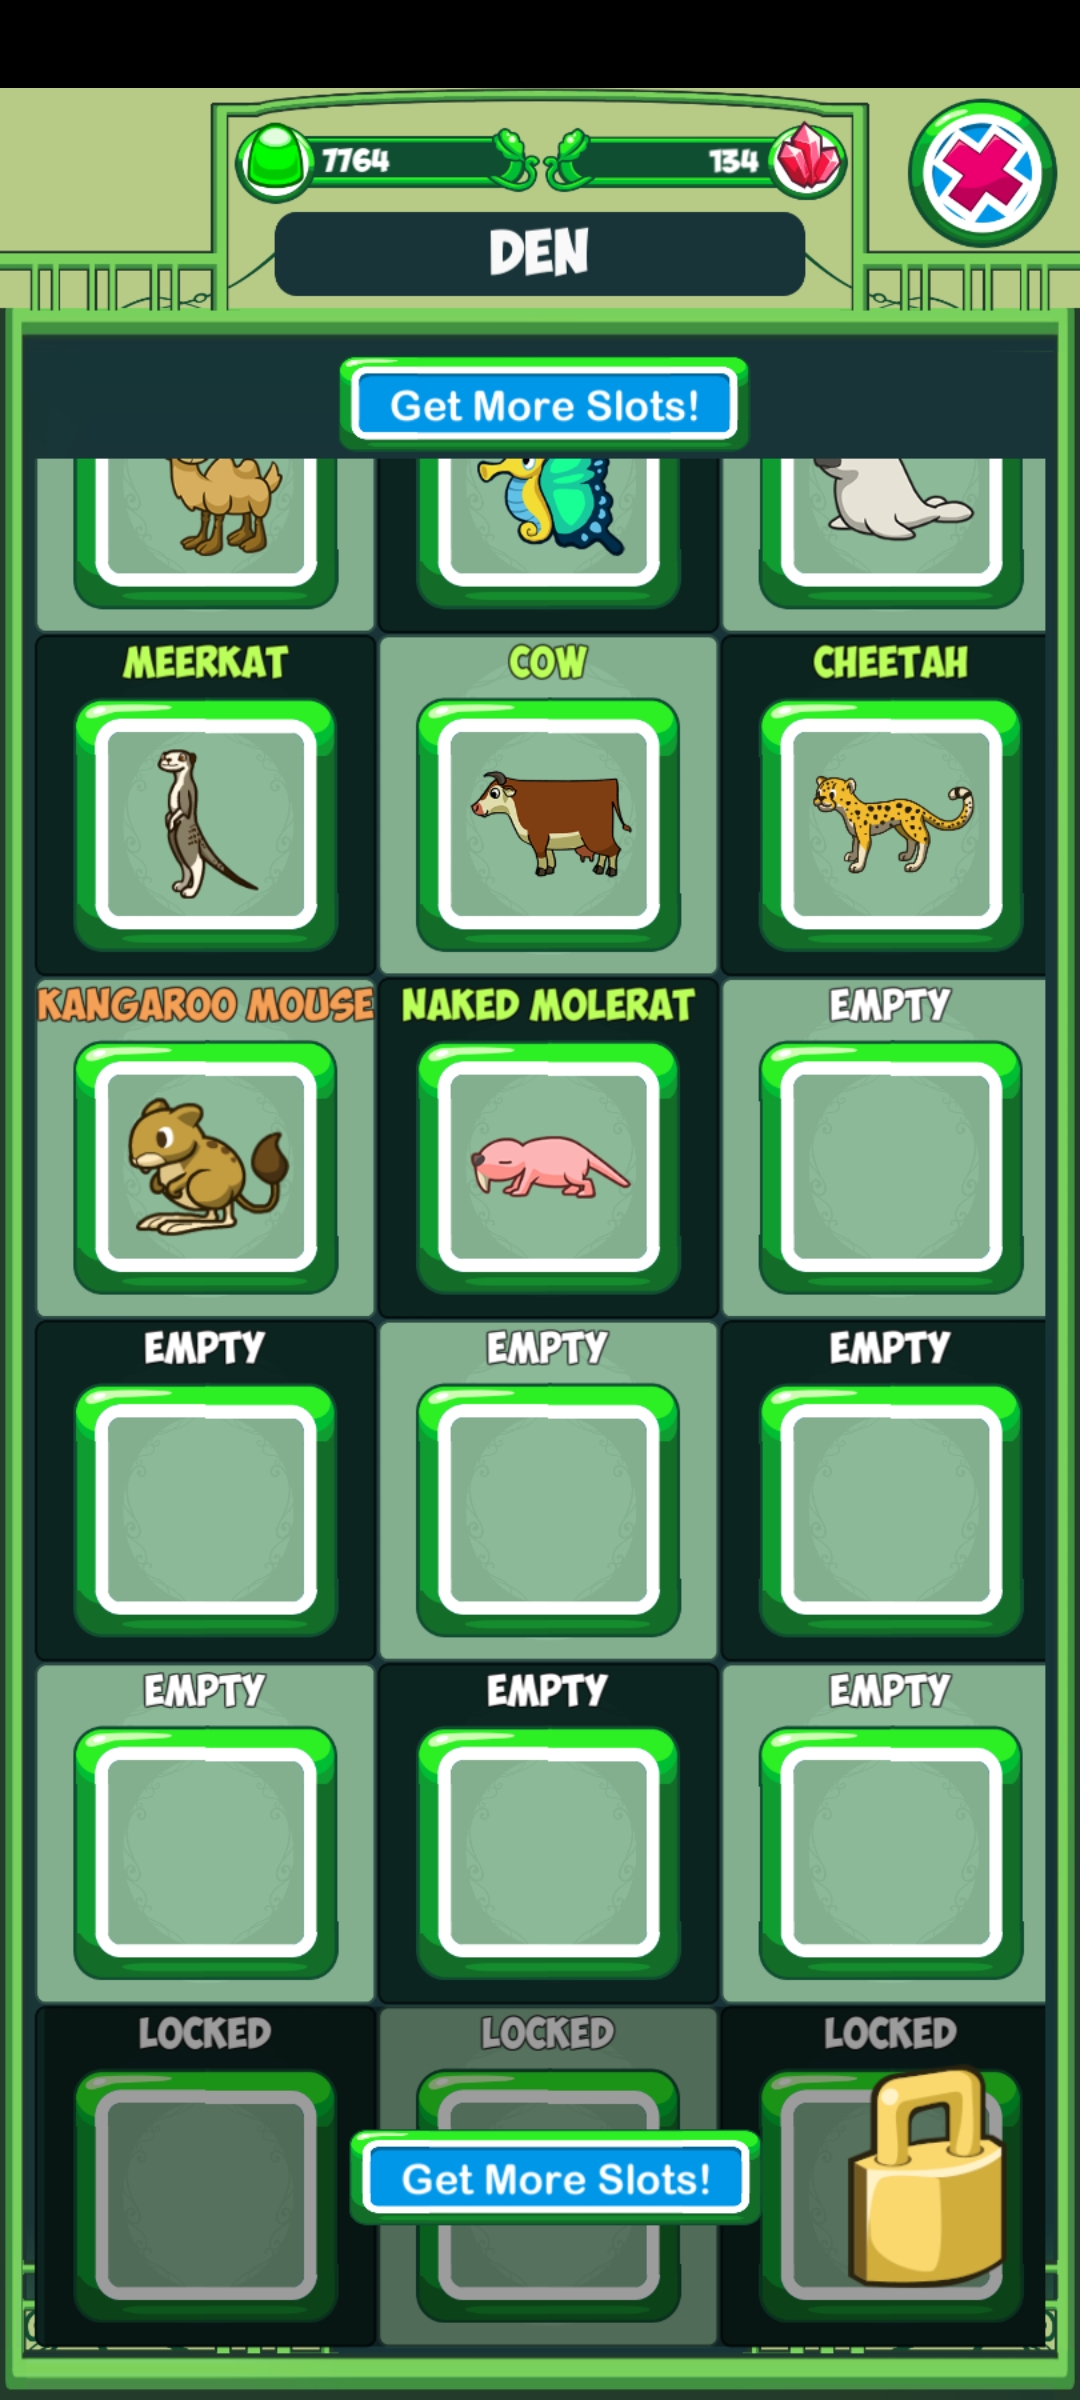 7764
134
DEN
Get More Slots!
MEERKAT
COW
CHEETAH
KANGAROO MOUSE
NAKED MOLERAT
EMPTY
EMPTY
EMPTY
EMPTY
EMPTY
EMPTY
EMPTY
LOCKED
LOCKED
LOCKED
Get More Slots!